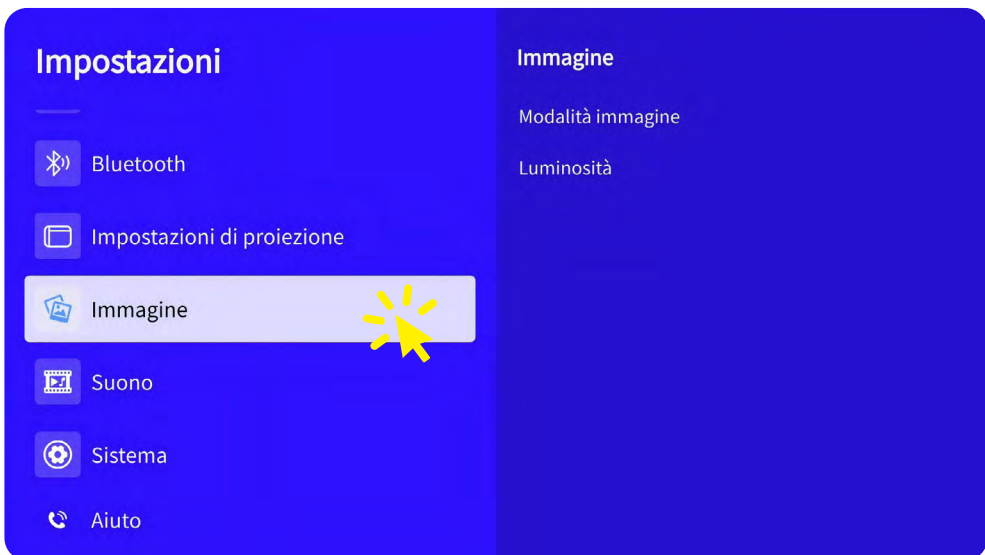 Impostazioni
Bluetooth
Impostazioni di proiezione
Immagine
Suono
Sistema
Aiuto
Immagine
Modalità immagine
Luminosità